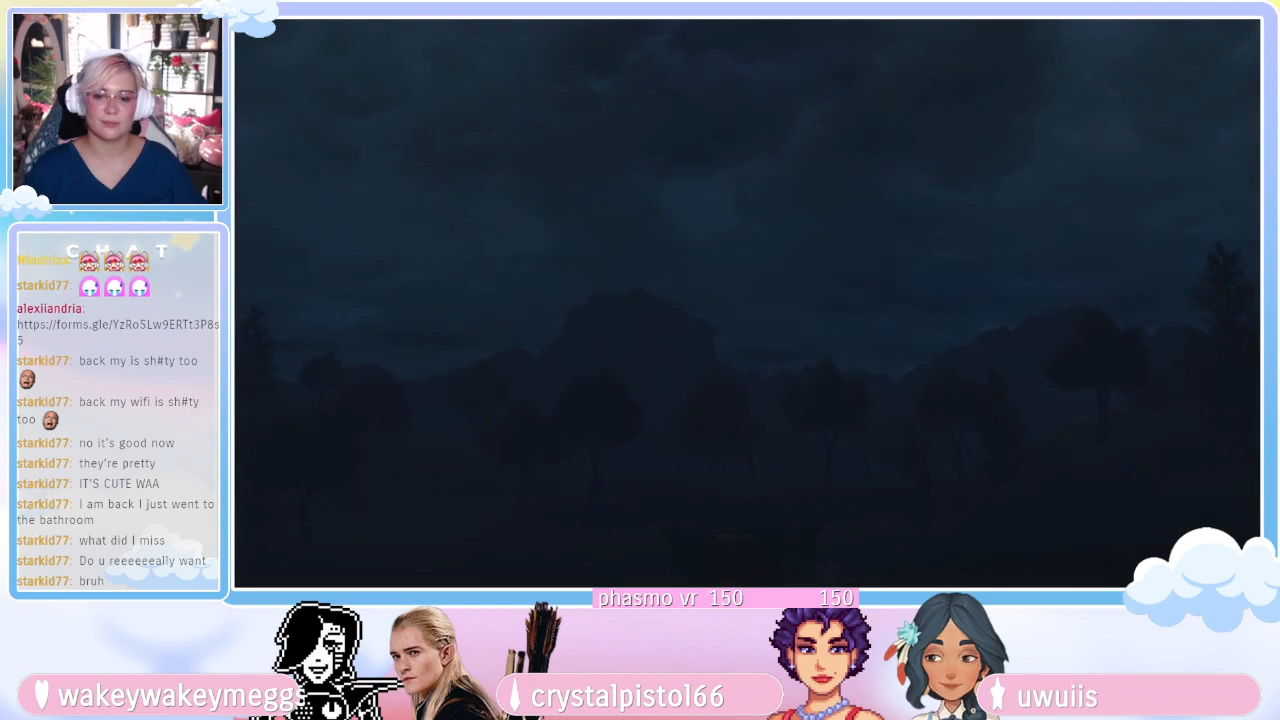 C H A T
starkid77:
alexiiandria:
https://forms.gle/YzRoSLw9ERTt3P8s
5
starkid77: back my is sh#ty too
starkid77: back my wifi is sh#ty
too
starkid77: no it's good now
starkid77: they're pretty
starkid77: IT'S CUTE WAA
starkid77: I am back I just went to
the bathroom
starkid77: what did I miss
starkid77: Do u reeeeeeally want
starkid77: bruh
phasmo vr 150 150
wakeywakeymeggs
crystalpistol66
uwuiis